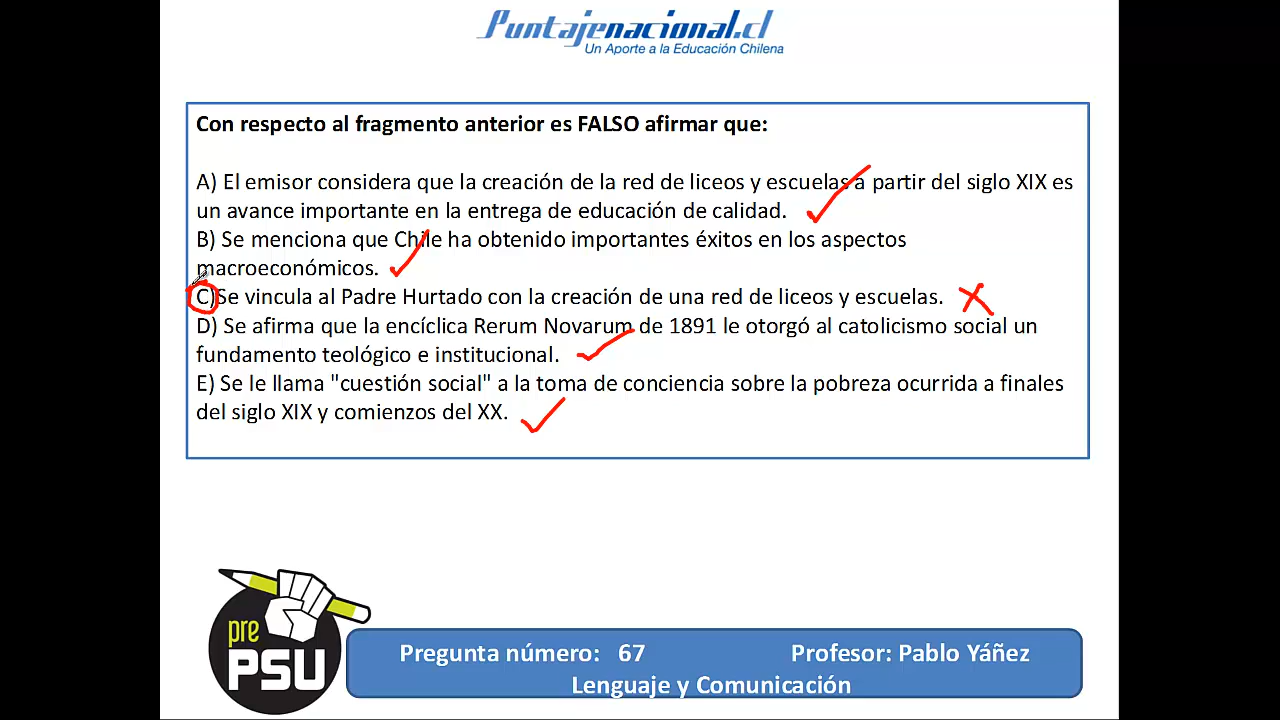 Puntajenacional.cl
Un Aporte a la Educación Chilena
Con respecto al fragmento anterior es FALSO afirmar que:
A) El emisor considera que la creación de la red de liceos y escuelas a partir del siglo XIX es
un avance importante en la entrega de educación de calidad.
B) Se menciona que Chile ha obtenido importantes éxitos en los aspectos
macroeconómicos.
C)Se vincula al Padre Hurtado con la creación de una red de liceos y escuelas.
D) Se afirma que la encíclica Rerum Novarum de 1891 le otorgó al catolicismo social un
fundamento teológico e institucional.
E) Se le llama "cuestión social" a la toma de conciencia sobre la pobreza ocurrida a finales
del siglo XIX y comienzos del XX.
pre
PSU
Pregunta número: 67 Profesor: Pablo Yáñez
Lenguaje y Comunicación